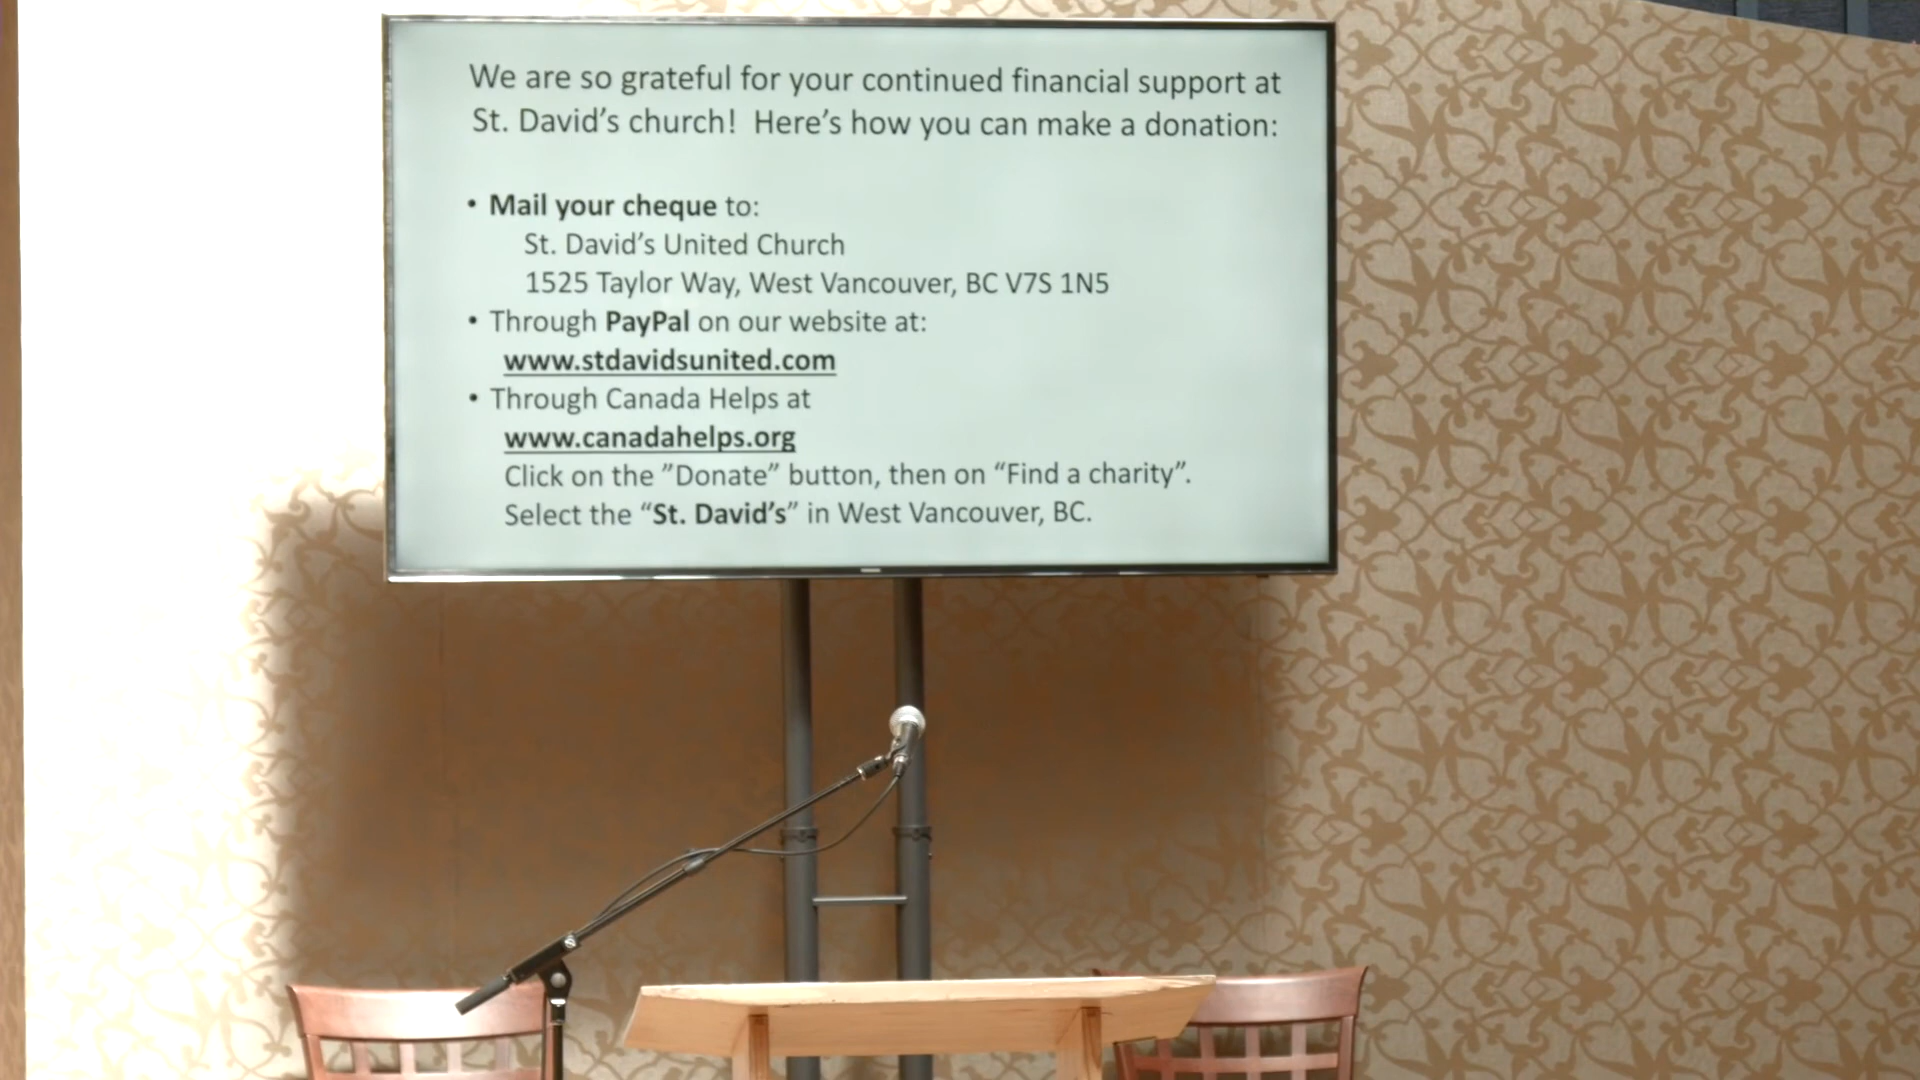 We are so grateful for your continued financial support at
St. David's church!  Here's how you can make a donation:
• Mail your cheque to:
St. David's United Church
1525 Taylor Way, West Vancouver, BC V7S 1N5
• Through PayPal on our website at:
www.stdavidsunited.com
• Through Canada Helps at
www.canadahelps.org
Click on the ”Donate” button, then on “Find a charity”.
Select the “St. David’s” in West Vancouver, BC.